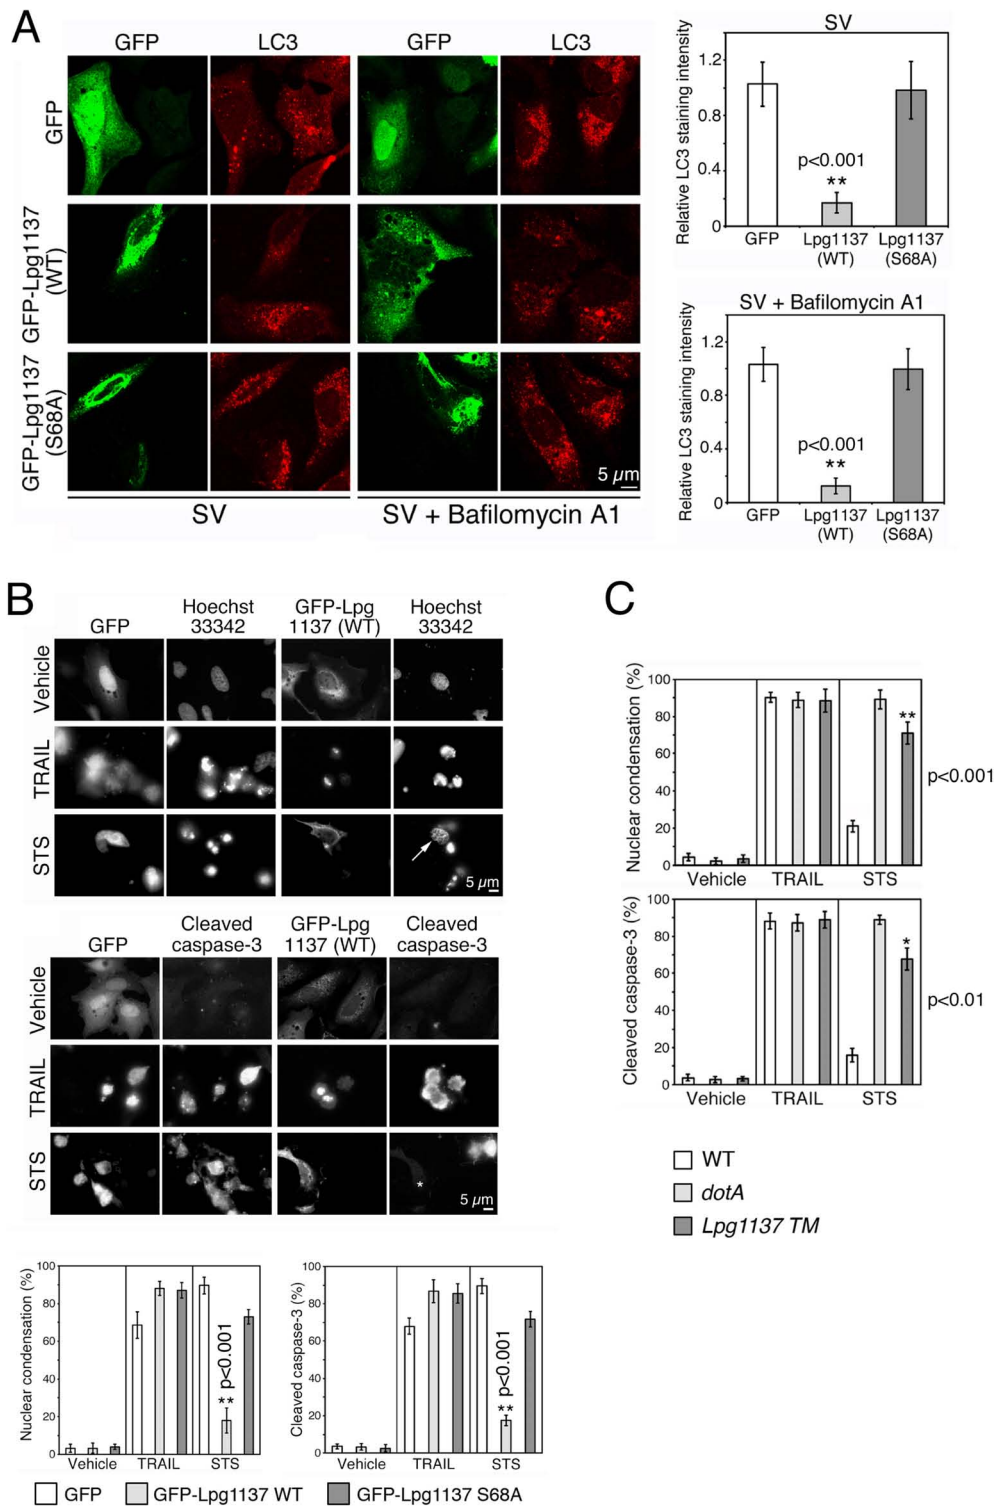 A
GFP LC3 GFP LC3
GFP
GFP-Lpg1137
(WT)
GFP-Lpg1137
(S68A)
5 µm
SV SV + Bafilomycin A1
SV
Relative LC3 staining intensity
1.2
0.8
0.4
0
p<0.001
**
GFP Lpg1137 Lpg1137
(WT) (S68A)
SV + Bafilomycin A1
Relative LC3 staining intensity
1.2
0.8
0.4
0
p<0.001
**
GFP Lpg1137 Lpg1137
(WT) (S68A)
B
GFP
Hoechst
33342
GFP-Lpg
1137 (WT)
Hoechst
33342
Vehicle
TRAIL
STS
5 µm
GFP
Cleaved
caspase-3
GFP-Lpg
1137 (WT)
Cleaved
caspase-3
Vehicle
TRAIL
STS
*
5 µm
Nuclear condensation (%)
100
80
60
40
20
0
** p<0.001
Vehicle TRAIL STS
Cleaved caspase-3 (%)
100
80
60
40
20
0
** p<0.001
Vehicle TRAIL STS
GFP GFP-Lpg1137 WT GFP-Lpg1137 S68A
C
Nuclear condensation (%)
100
80
60
40
20
0
**
p<0.001
Vehicle TRAIL STS
Cleaved caspase-3 (%)
100
80
60
40
20
0
*
p<0.01
Vehicle TRAIL STS
WT
dotA
Lpg1137 TM